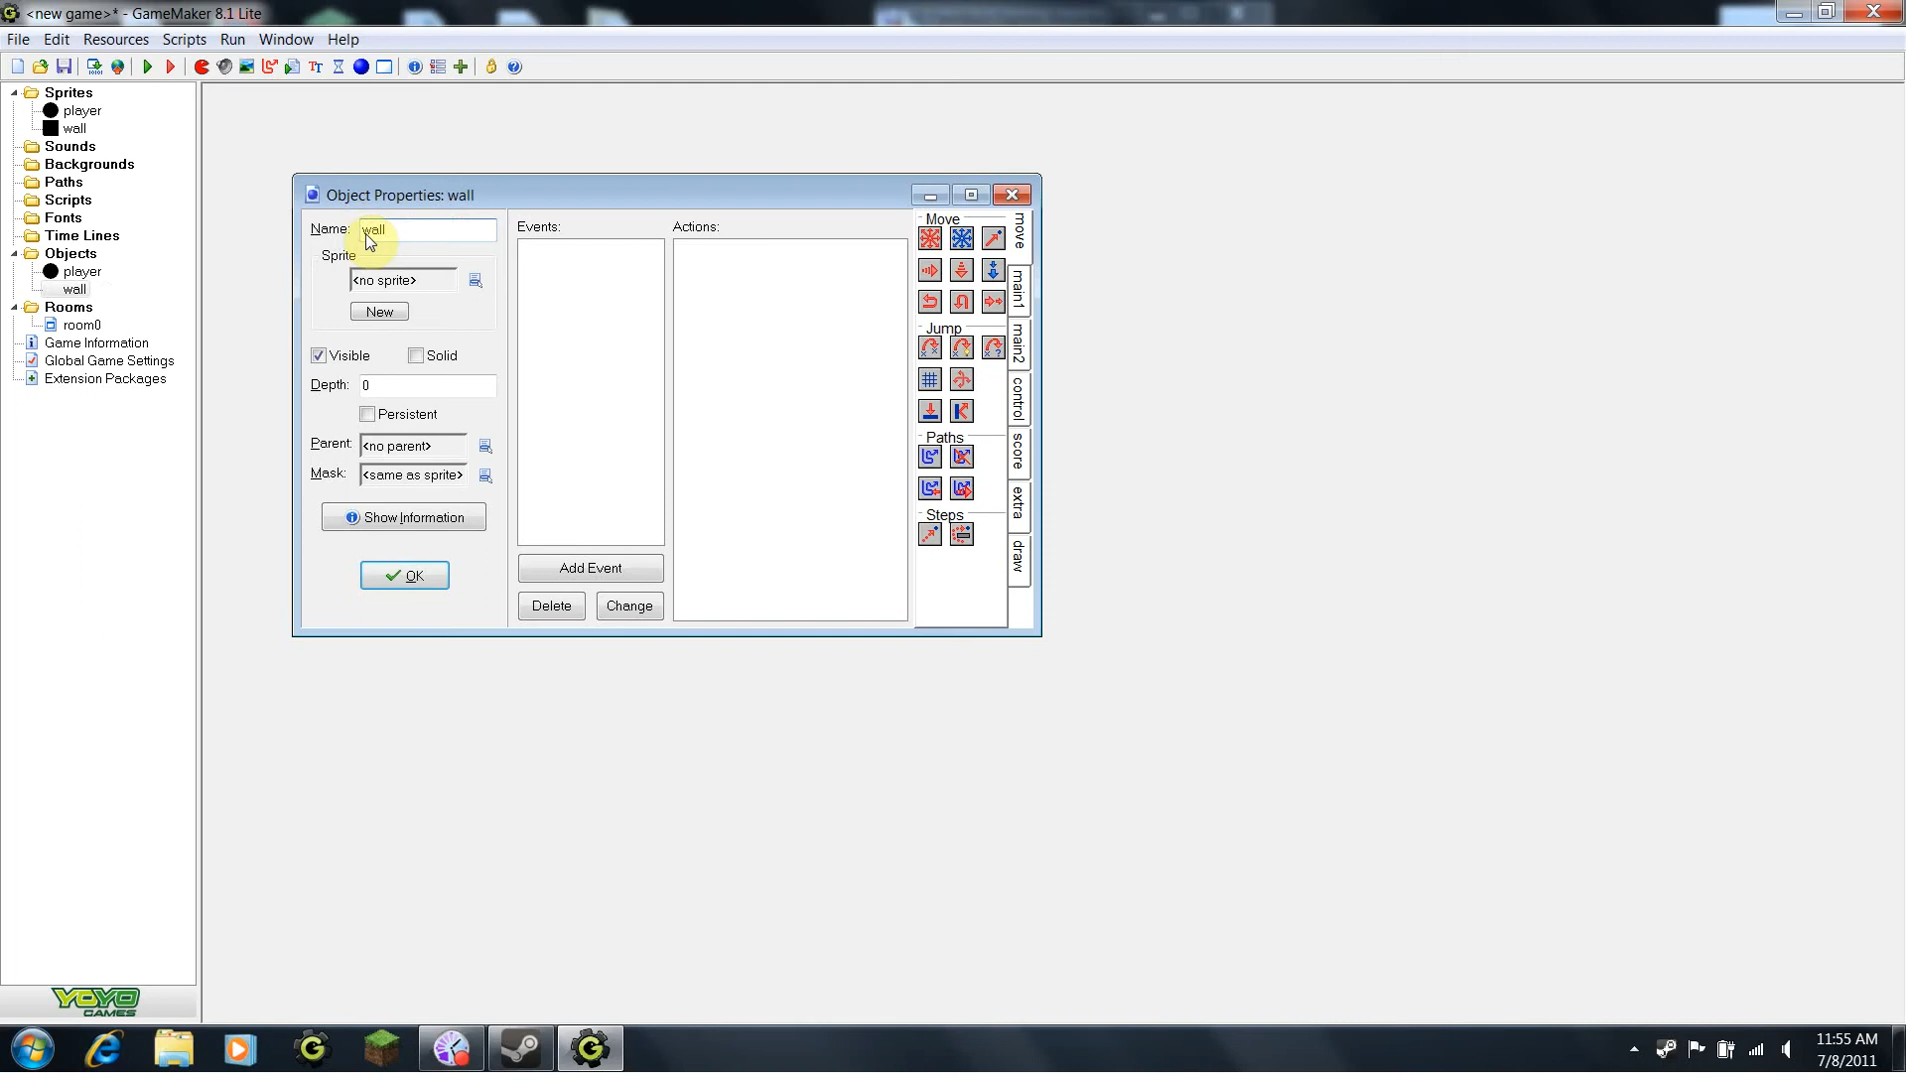 <new game>* - GameMaker 8.1 Lite
File Edit Resources Scripts Run Window Help
Sprites
player
wall
Sounds
Backgrounds
Paths
Scripts
Fonts
Time Lines
Objects
player
wall
Rooms
room0
Game Information
Global Game Settings
Extension Packages
Object Properties: wall
Name: wall
Sprite
<no sprite>
New
Visible Solid
Depth: 0
Persistent
Parent: <no parent>
Mask: <same as sprite>
Show Information
OK
Events:
Add Event
Delete Change
Actions:
Move
Jump
Paths
Steps
move
main1
main2
control
score
extra
draw
YOYO
GAMES
11:55 AM
7/8/2011